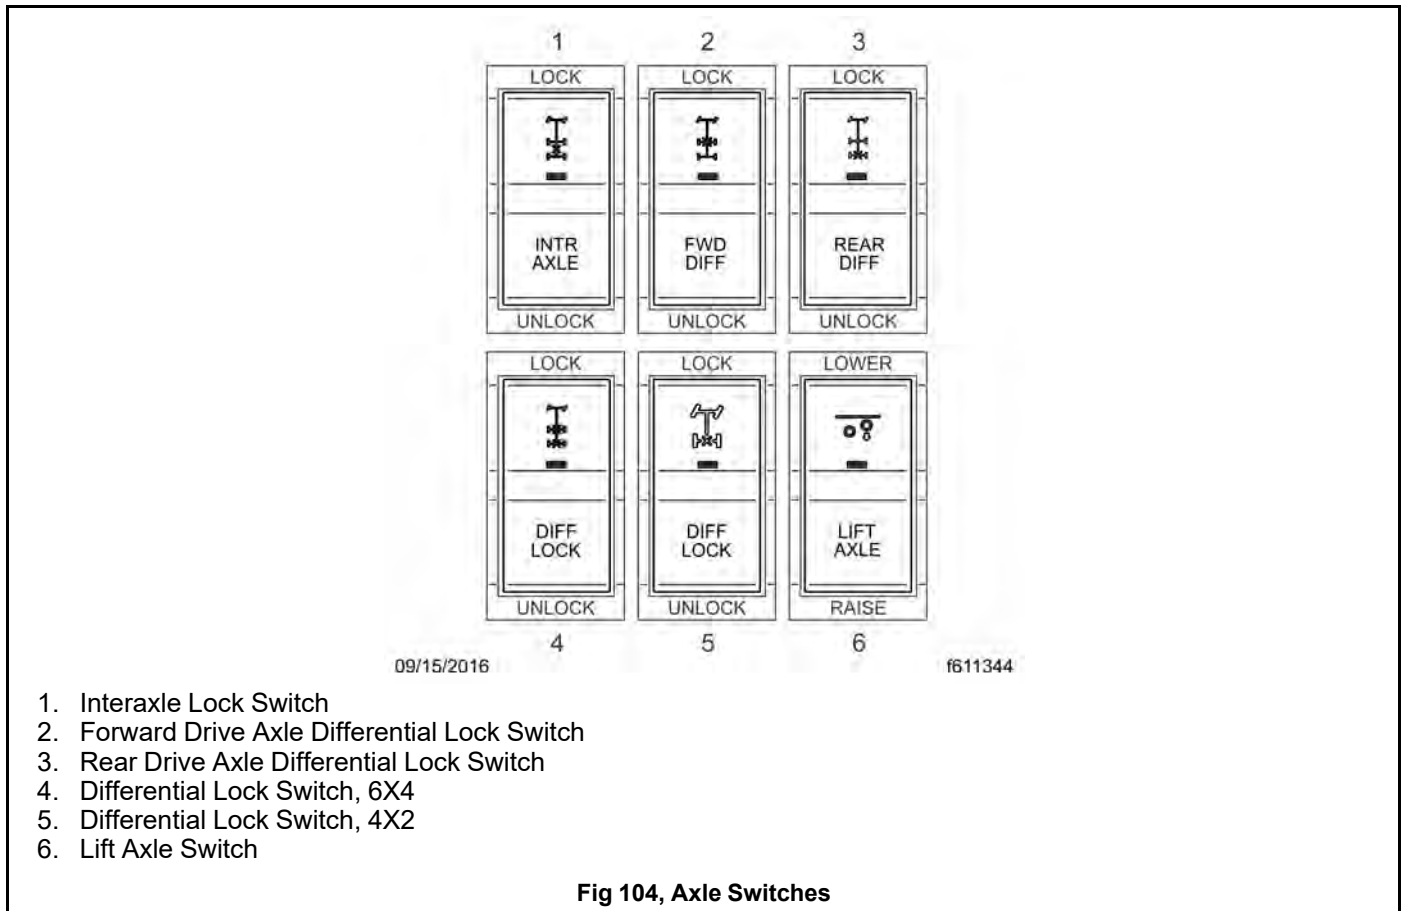 1 2 3
LOCK LOCK LOCK
INTR AXLE FWD DIFF REAR DIFF
UNLOCK UNLOCK UNLOCK
LOCK LOCK LOWER
DIFF LOCK DIFF LOCK LIFT AXLE
UNLOCK UNLOCK RAISE
4 5 6
09/15/2016 f611344
1. Interaxle Lock Switch
2. Forward Drive Axle Differential Lock Switch
3. Rear Drive Axle Differential Lock Switch
4. Differential Lock Switch, 6X4
5. Differential Lock Switch, 4X2
6. Lift Axle Switch
Fig 104, Axle Switches